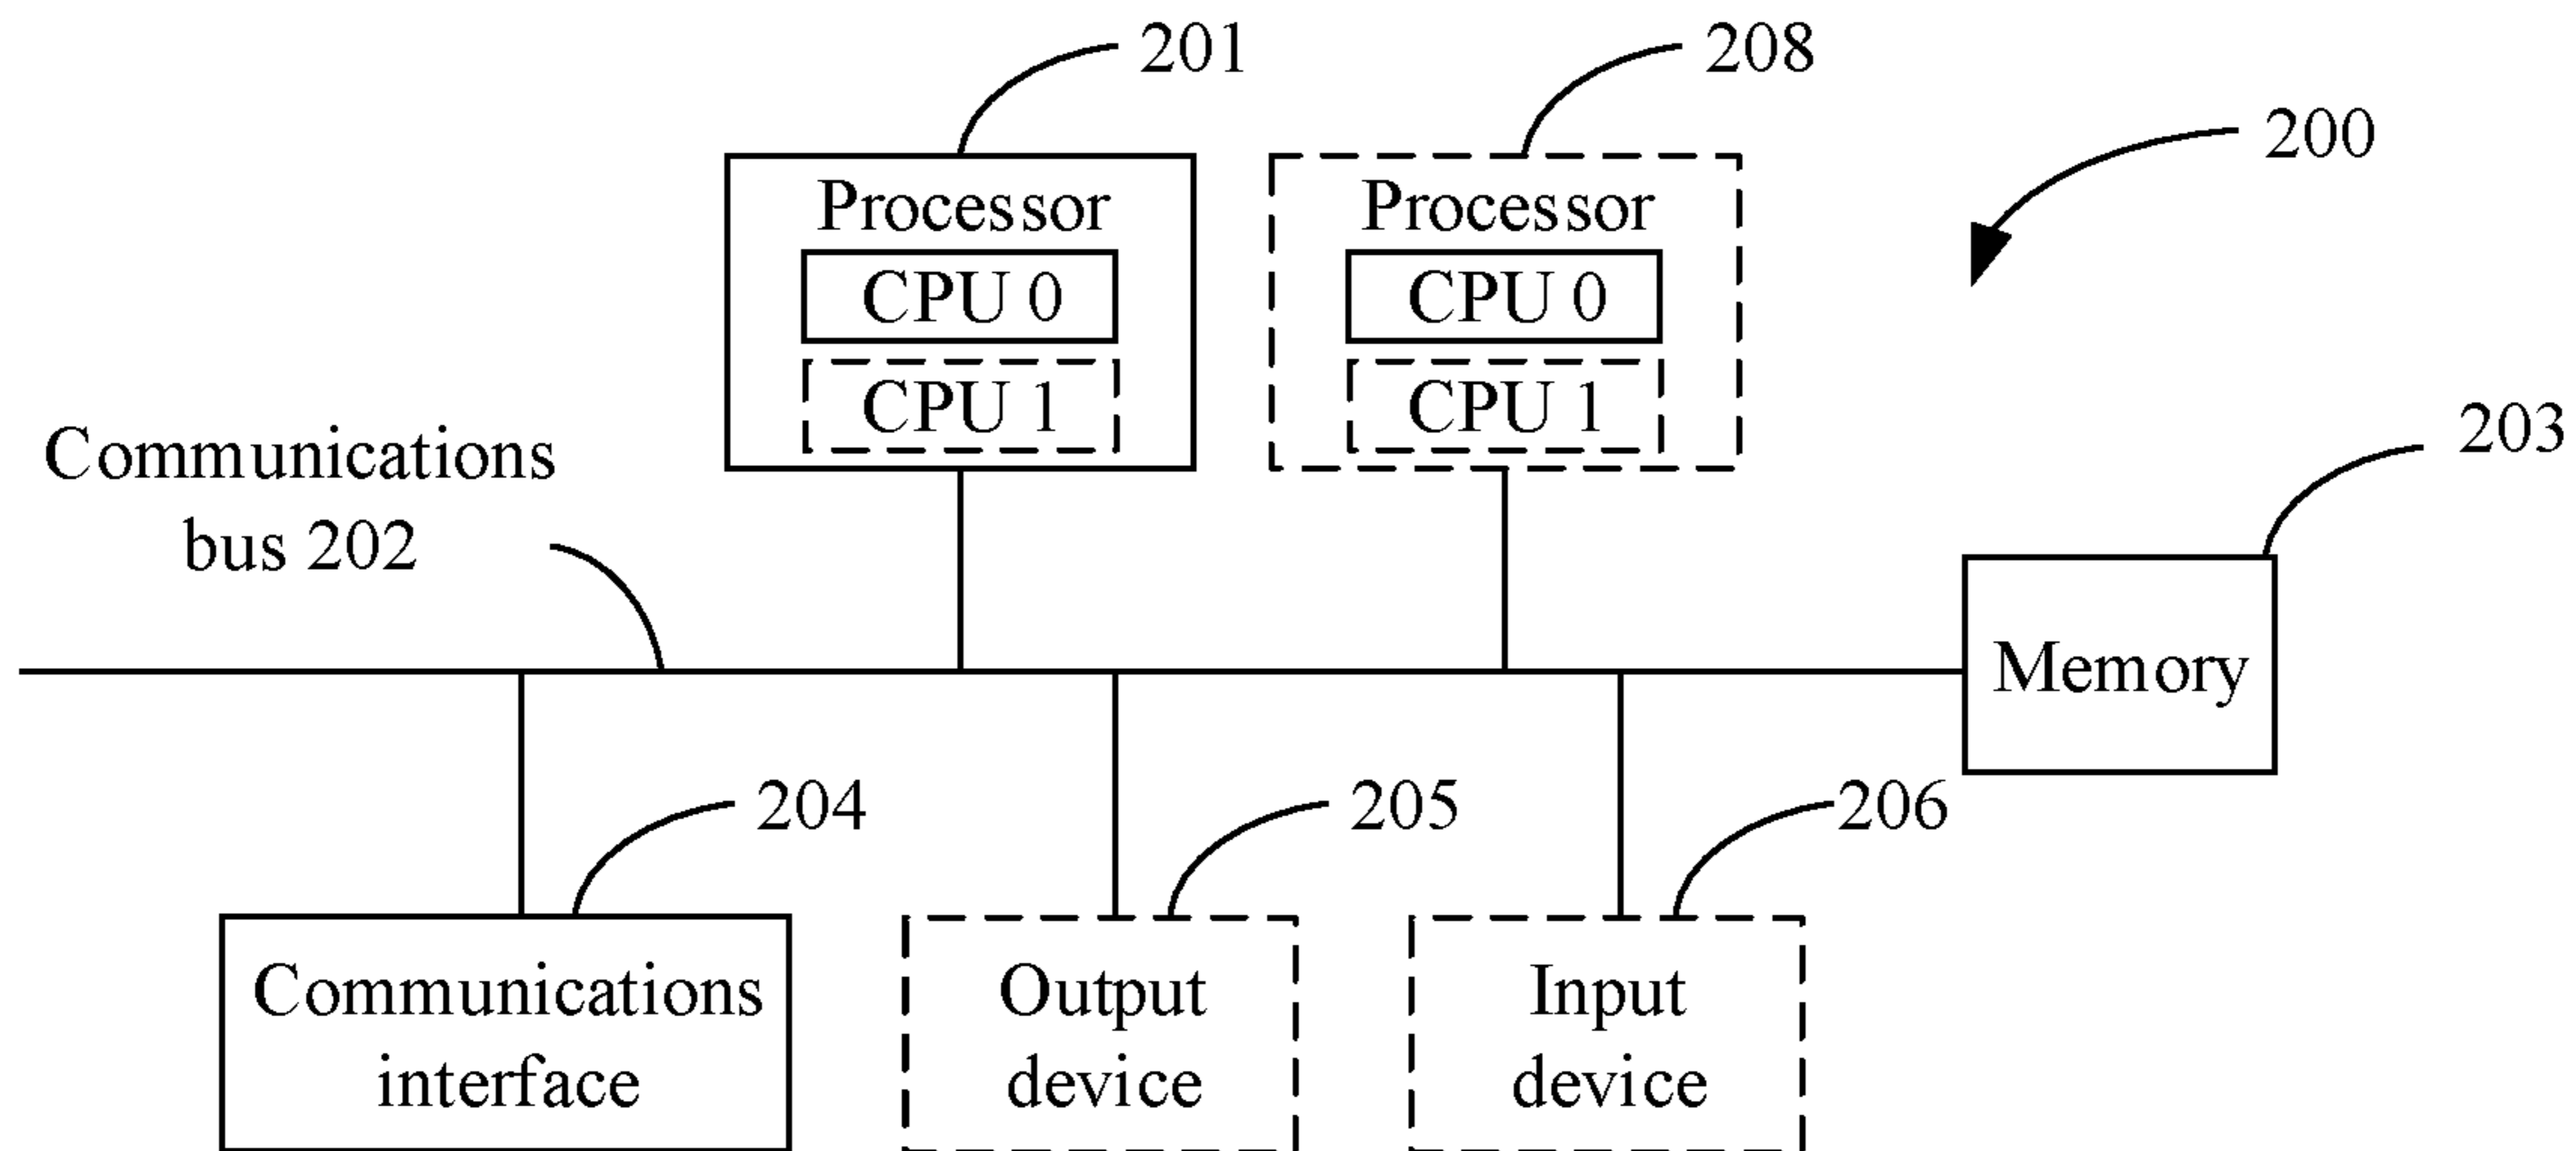 201
208
200
Processor
Processor
CPU 0
CPU 0
CPU 1
CPU 1
203
Communications
bus 202
Memory
204
205
206
Communications
interface
Output
device
Input
device